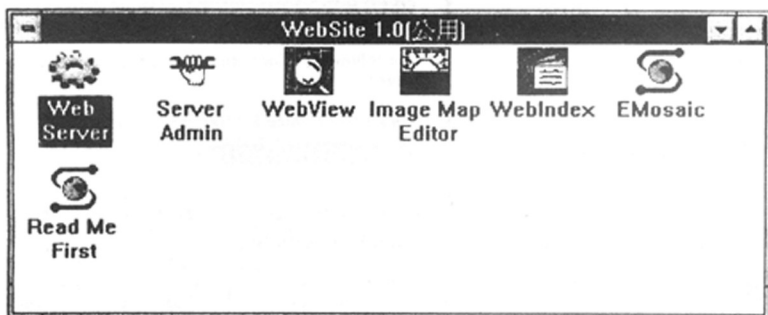 WebSite 1.0(公用)
Web Server
Server Admin
WebView
Image Map Editor
WebIndex
EMosaic
Read Me First